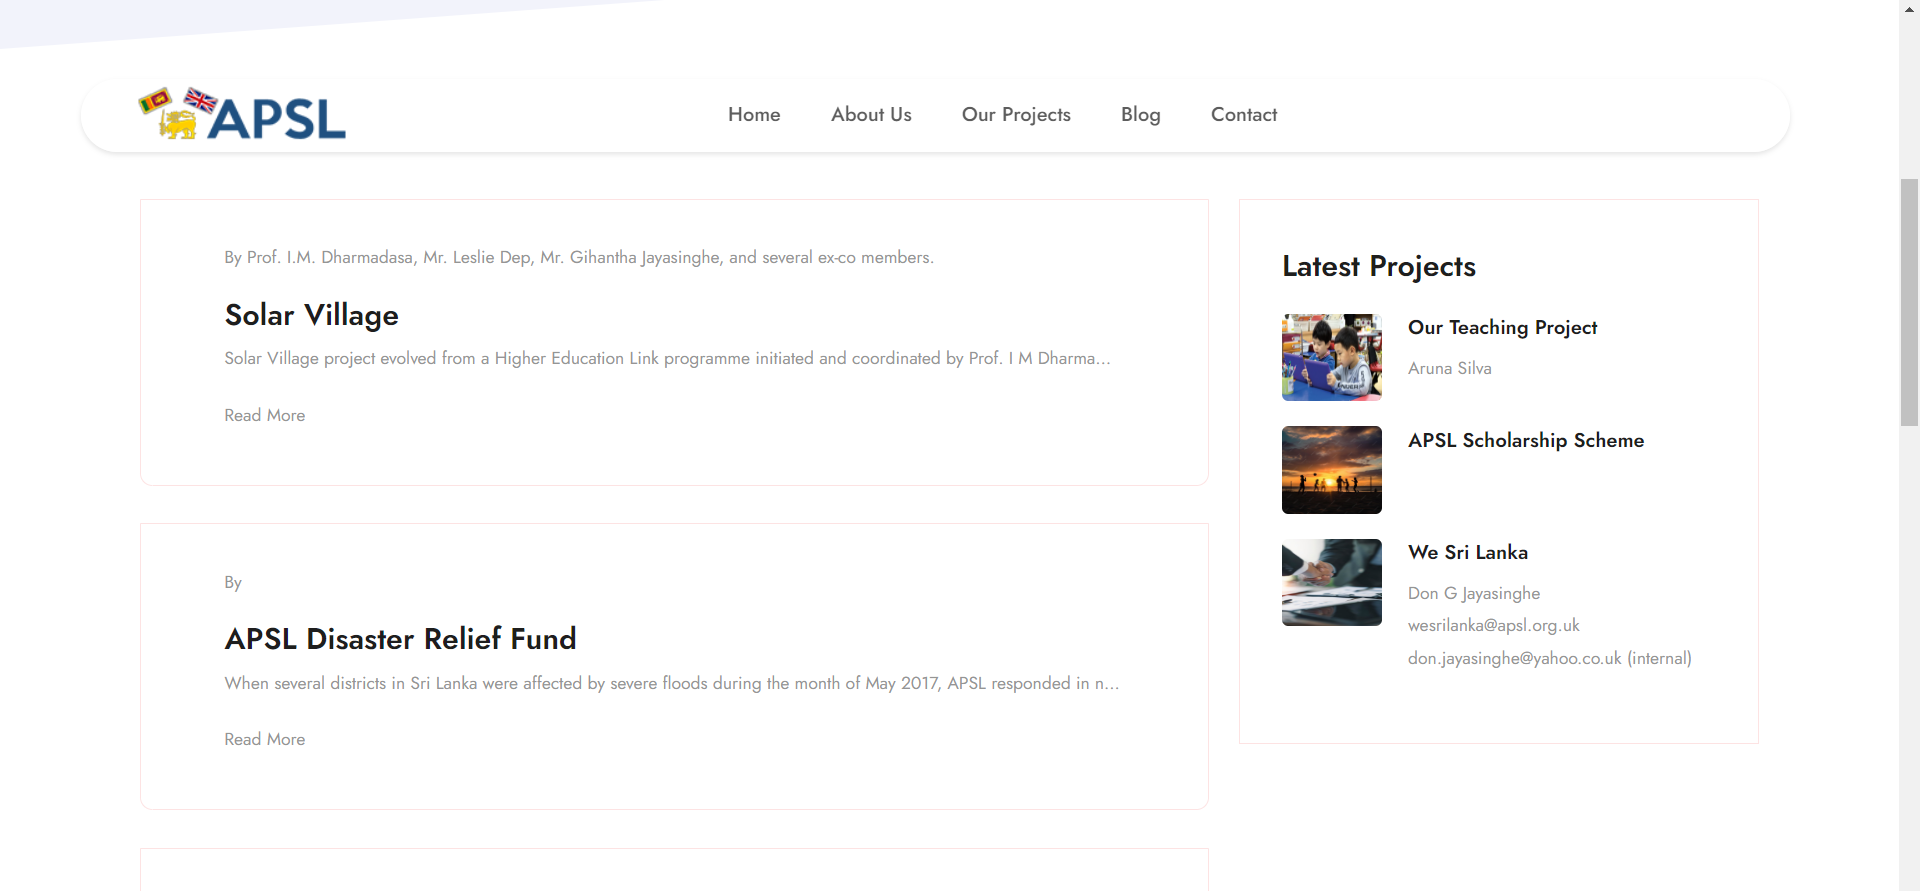 APSL
Home
About Us
Our Projects
Blog
Contact
By Prof. I.M. Dharmadasa, Mr. Leslie Dep, Mr. Gihantha Jayasinghe, and several ex-co members.
Solar Village
Solar Village project evolved from a Higher Education Link programme initiated and coordinated by Prof. I M Dharma...
Read More
By
APSL Disaster Relief Fund
When several districts in Sri Lanka were affected by severe floods during the month of May 2017, APSL responded in n...
Read More
Latest Projects
Our Teaching Project
Aruna Silva
APSL Scholarship Scheme
We Sri Lanka
Don G Jayasinghe
wesrilanka@apsl.org.uk
don.jayasinghe@yahoo.co.uk (internal)